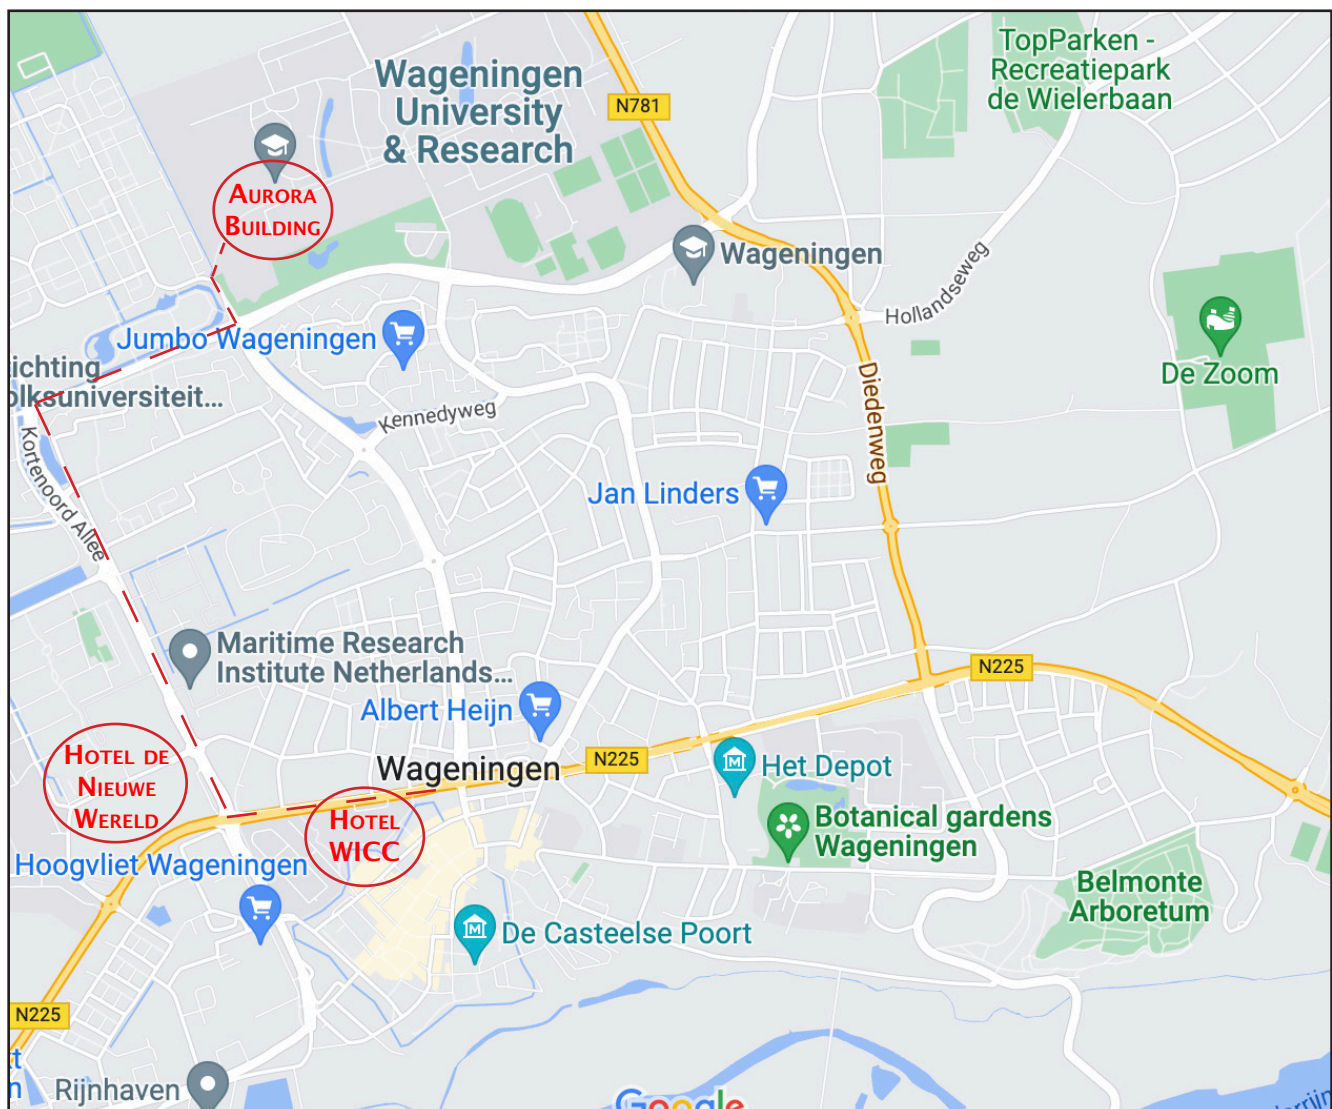 TopParken -
Recreatiepark
de Wielerbaan
Wageningen
University
& Research
N781
AURORA
BUILDING
Wageningen
Hollandseweg
Jumbo Wageningen
De Zoom
ichting
olksuniversiteit...
Kennedyweg
Diedenweg
Kortenoord Allee
Jan Linders
Maritime Research
Institute Netherlands...
N225
Albert Heijn
HOTEL DE
NIEUWE
WERELD
Wageningen
N225
Het Depot
HOTEL
WICC
Botanical gardens
Wageningen
Hoogvliet Wageningen
Belmonte
Arboretum
De Casteelse Poort
N225
Rijnhaven
Google